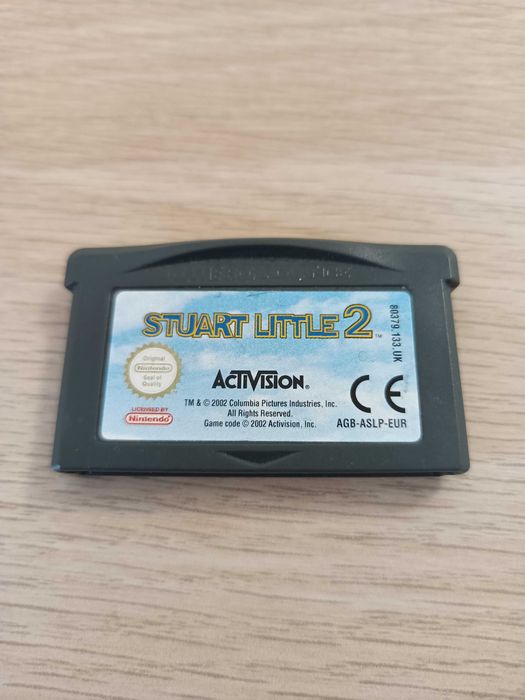 STUART LITTLE 2 ™
80379.133.UK
Original
Nintendo
Seal of
Quality
LICENSED BY
Nintendo
ACTIVISION®
TM & © 2002 Columbia Pictures Industries, Inc.
All Rights Reserved.
Game code © 2002 Activision, Inc.
CE
AGB-ASLP-EUR